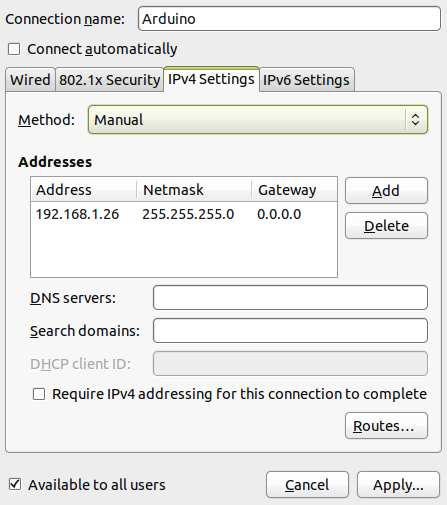 Connection name: Arduino
Connect automatically
Wired 802.1x Security IPv4 Settings IPv6 Settings
Method: Manual
Addresses
Address Netmask Gateway
192.168.1.26 255.255.255.0 0.0.0.0
Add
Delete
DNS servers:
Search domains:
DHCP client ID:
Require IPv4 addressing for this connection to complete
Routes...
Available to all users Cancel Apply...